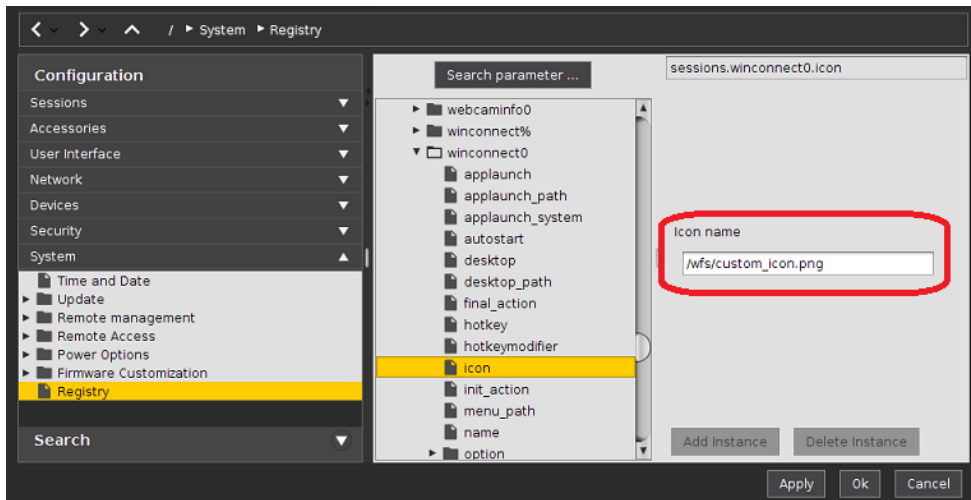 / ▸ System ▸ Registry
Configuration
Sessions
Accessories
User Interface
Network
Devices
Security
System
Time and Date
Update
Remote management
Remote Access
Power Options
Firmware Customization
Registry
Search
Search parameter ...
webcaminfo0
winconnect%
winconnect0
applaunch
applaunch_path
applaunch_system
autostart
desktop
desktop_path
final_action
hotkey
hotkeymodifier
icon
init_action
menu_path
name
option
sessions.winconnect0.icon
Icon name
/wfs/custom_icon.png
Add Instance Delete Instance
Apply Ok Cancel